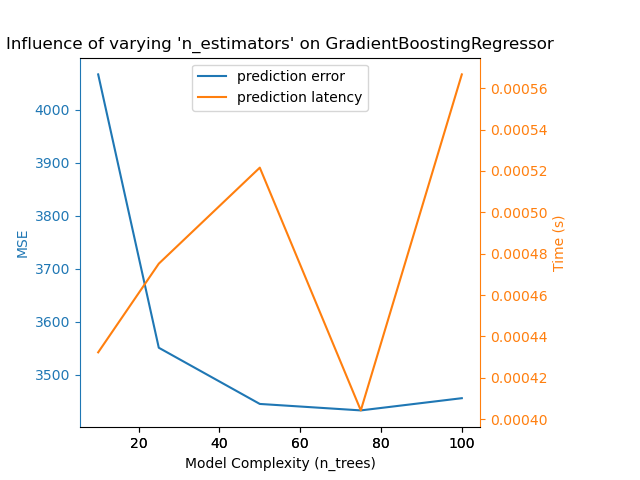 Influence of varying 'n_estimators' on GradientBoostingRegressor
prediction error
prediction latency
4000
3900
3800
3700
3600
3500
MSE
0.00056
0.00054
0.00052
0.00050
0.00048
0.00046
0.00044
0.00042
0.00040
Time (s)
20 40 60 80 100
Model Complexity (n_trees)